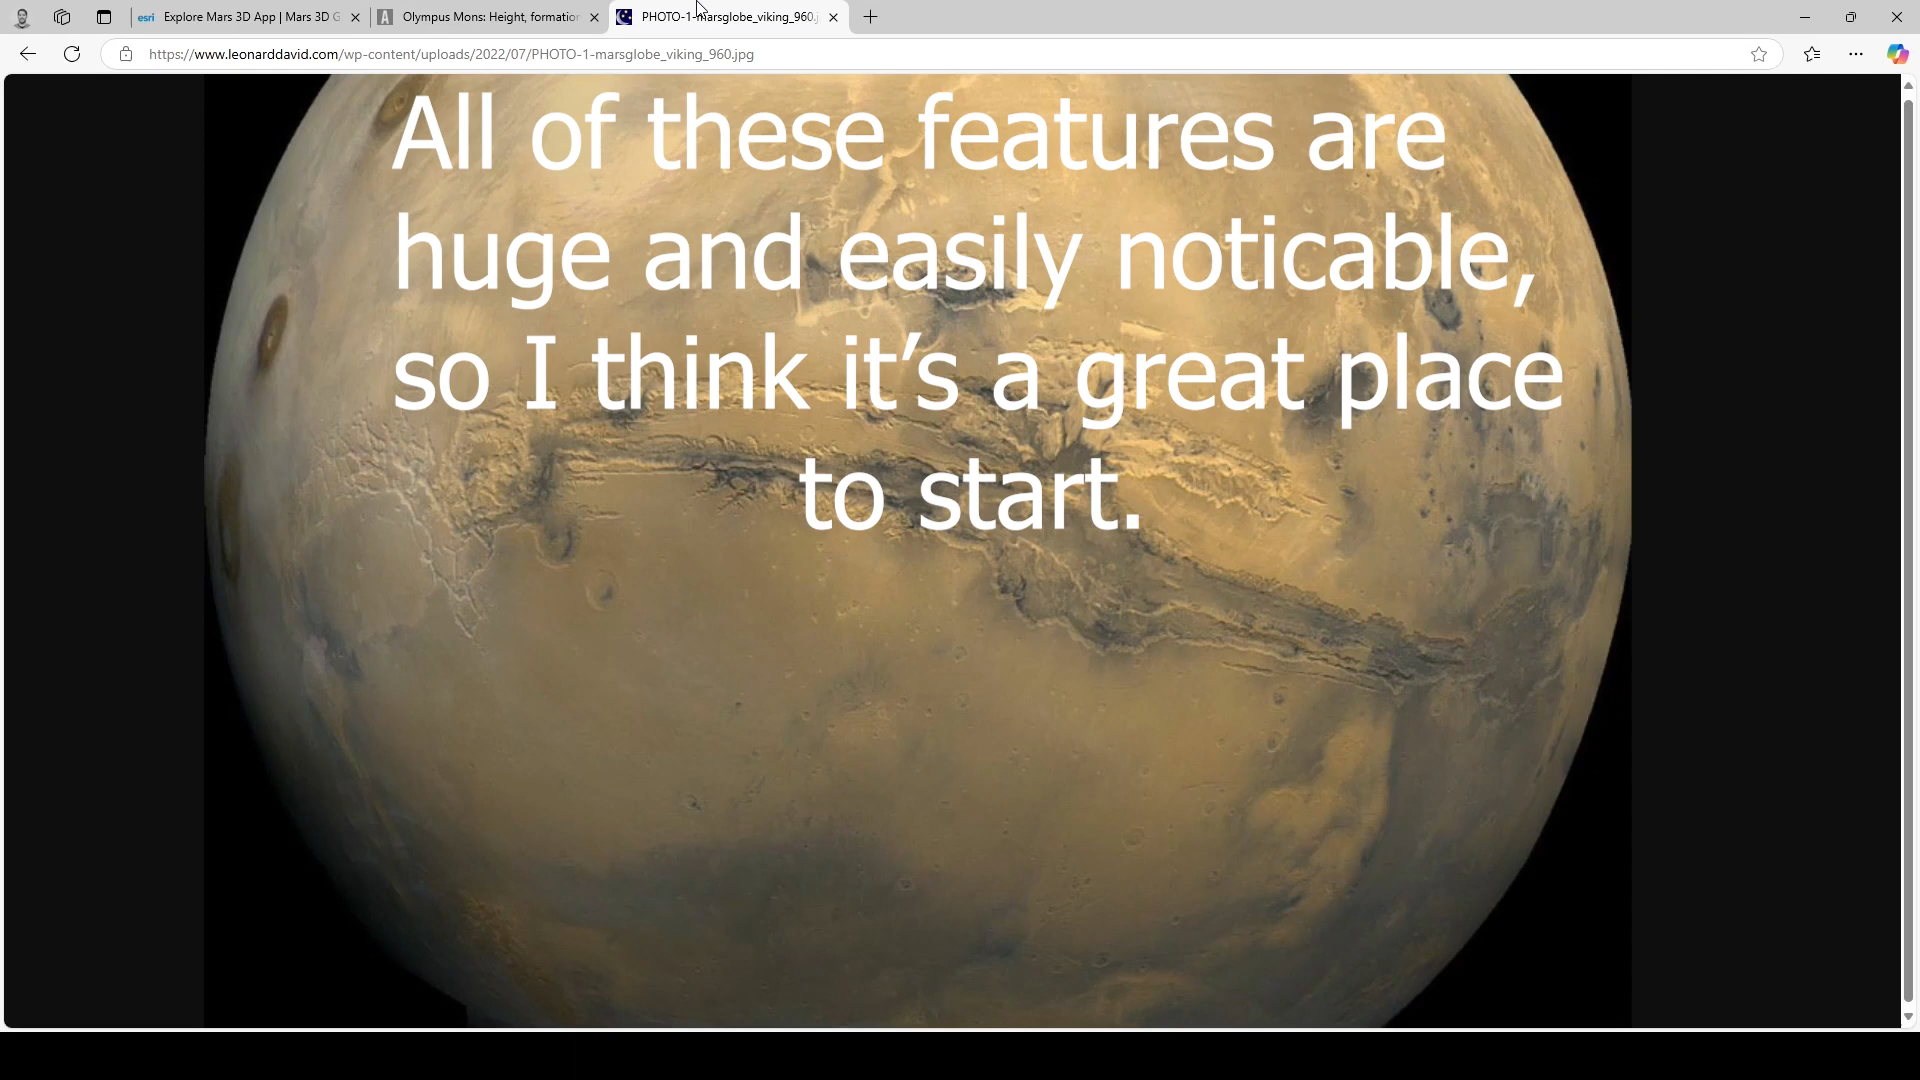 esri Explore Mars 3D App | Mars 3D G
A Olympus Mons: Height, formation
PHOTO-1-marsglobe_viking_960.j
https://www.leonarddavid.com/wp-content/uploads/2022/07/PHOTO-1-marsglobe_viking_960.jpg
All of these features are
huge and easily noticable,
so I think it’s a great place
to start.